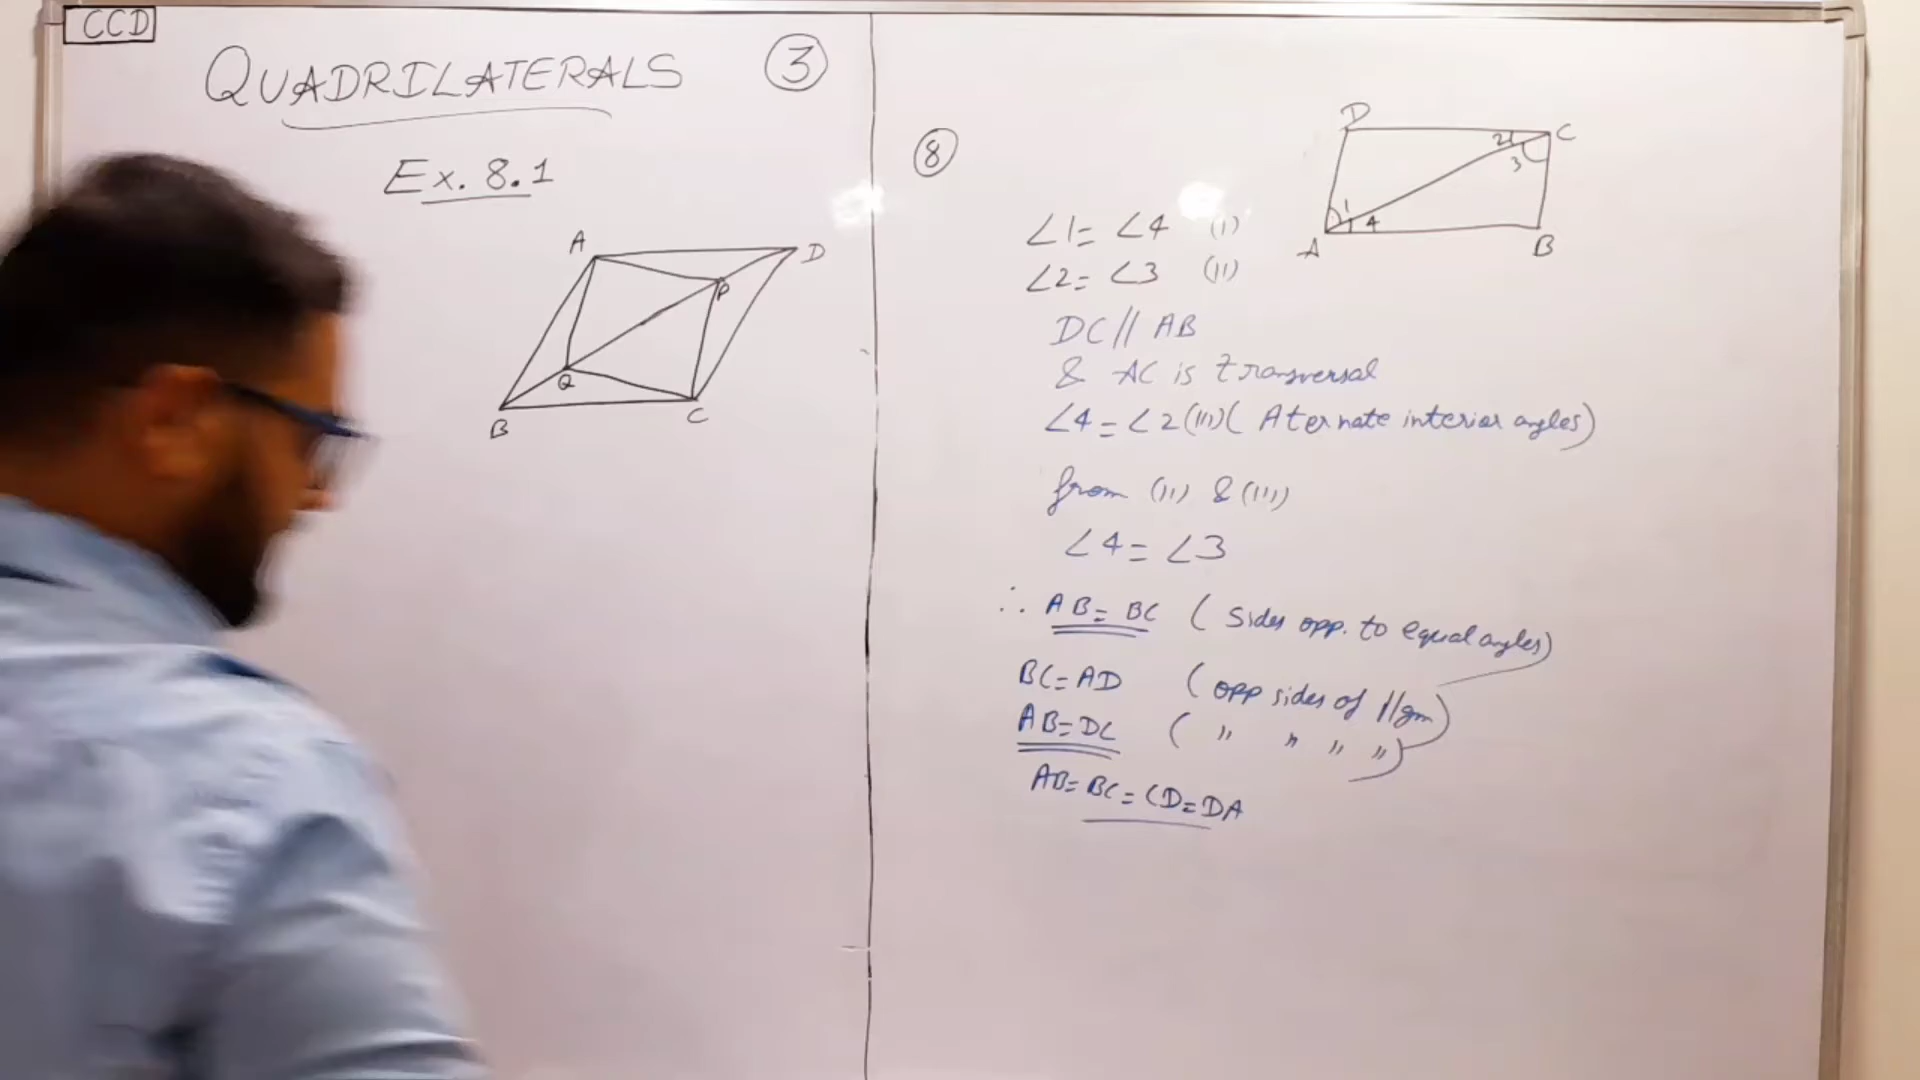 CCD
QUADRILATERALS
3
Ex. 8.1
A
D
P
Q
B
C
8
D
C
2
3
1
4
A
B
∠1= ∠4 (I)
∠2= ∠3 (II)
DC // AB
& AC is transversal
∠4 = ∠2 (III) ( Aternate interior angles)
from (II) & (III)
∠4 = ∠3
∴ AB= BC ( Sides opp. to equal angles)
BC=AD ( opp sides of //gm)
AB=DC ( " " " ")
AB= BC = CD=DA